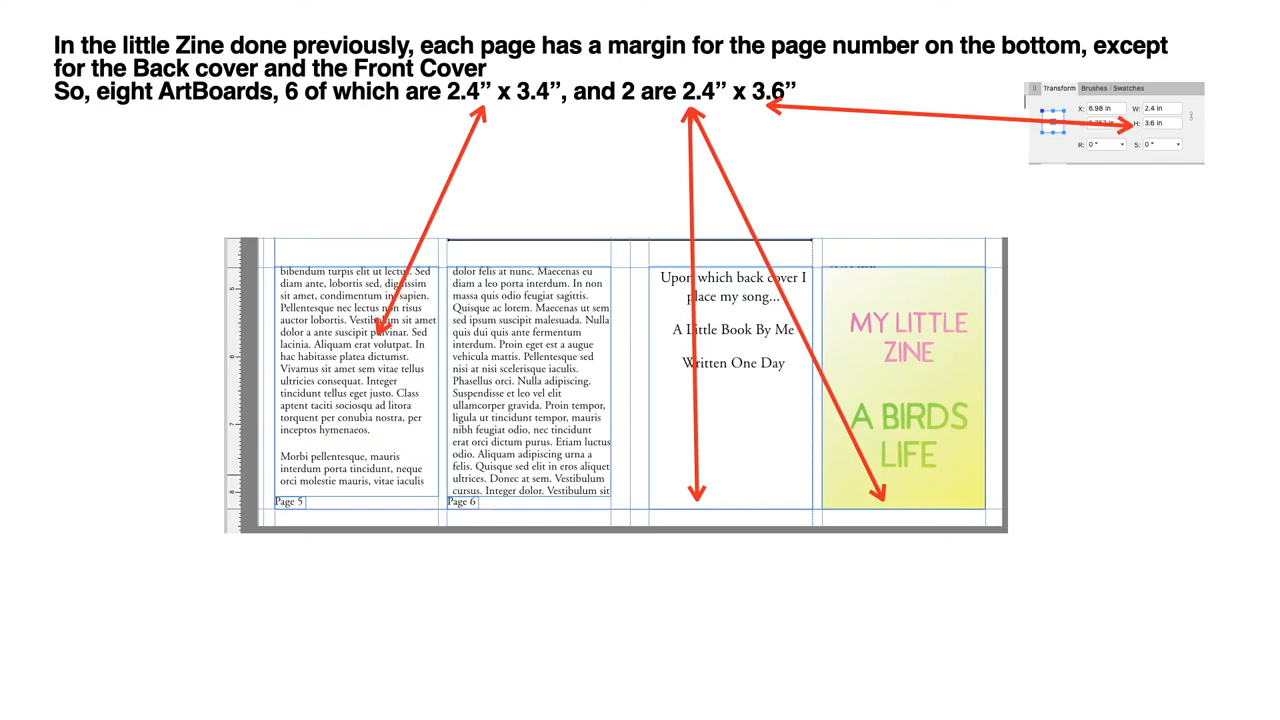 In the little Zine done previously, each page has a margin for the page number on the bottom, except
for the Back cover and the Front Cover
So, eight ArtBoards, 6 of which are 2.4” x 3.4”, and 2 are 2.4” x 3.6”
Transform Brushes Swatches
X: 6.98 in W: 2.4 in
H: 3.6 in
R: 0 ° S: 0 °
5
6
7
8
bibendum turpis elit ut lectus. Sed
diam ante, lobortis sed, dignissim
sit amet, condimentum in, sapien.
Pellentesque nec lectus non risus
auctor lobortis. Vestibulum sit amet
dolor a ante suscipit pulvinar. Sed
lacinia. Aliquam erat volutpat. In
hac habitasse platea dictumst.
Vivamus sit amet sem vitae tellus
ultricies consequat. Integer
tincidunt tellus eget justo. Class
aptent taciti sociosqu ad litora
torquent per conubia nostra, per
inceptos hymenaeos.
Morbi pellentesque, mauris
interdum porta tincidunt, neque
orci molestie mauris, vitae iaculis
Page 5
dolor felis at nunc. Maecenas eu
diam a leo porta interdum. In non
massa quis odio feugiat sagittis.
Quisque ac lorem. Maecenas ut sem
sed ipsum suscipit malesuada. Nulla
quis dui quis ante fermentum
interdum. Proin eget est a augue
vehicula mattis. Pellentesque sed
nisi at nisi scelerisque iaculis.
Phasellus orci. Nulla adipiscing.
Suspendisse et leo vel elit
ullamcorper gravida. Proin tempor,
ligula ut tincidunt tempor, mauris
nibh feugiat odio, nec tincidunt
erat orci dictum purus. Etiam luctus
odio. Aliquam adipiscing urna a
felis. Quisque sed elit in eros aliquet
ultrices. Donec at sem. Vestibulum
cursus. Integer dolor. Vestibulum sit
Page 6
Upon which back cover I
place my song...
A Little Book By Me
Written One Day
MY LITTLE
ZINE
A BIRDS
LIFE